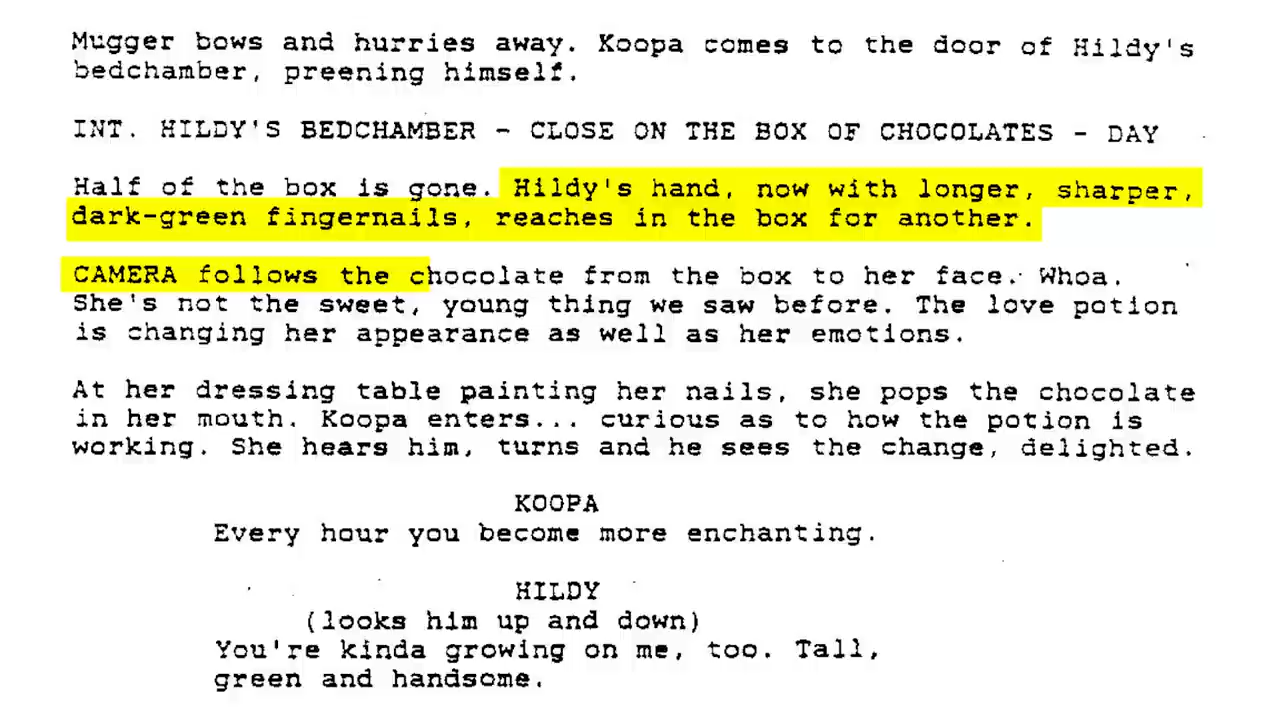 Mugger bows and hurries away. Koopa comes to the door of Hildy's
bedchamber, preening himself.
INT. HILDY'S BEDCHAMBER - CLOSE ON THE BOX OF CHOCOLATES - DAY
Half of the box is gone. Hildy's hand, now with longer, sharper,
dark-green fingernails, reaches in the box for another.
CAMERA follows the chocolate from the box to her face. Whoa.
She's not the sweet, young thing we saw before. The love potion
is changing her appearance as well as her emotions.
At her dressing table painting her nails, she pops the chocolate
in her mouth. Koopa enters... curious as to how the potion is
working. She hears him, turns and he sees the change, delighted.
KOOPA
Every hour you become more enchanting.
HILDY
(looks him up and down)
You're kinda growing on me, too. Tall,
green and handsome.